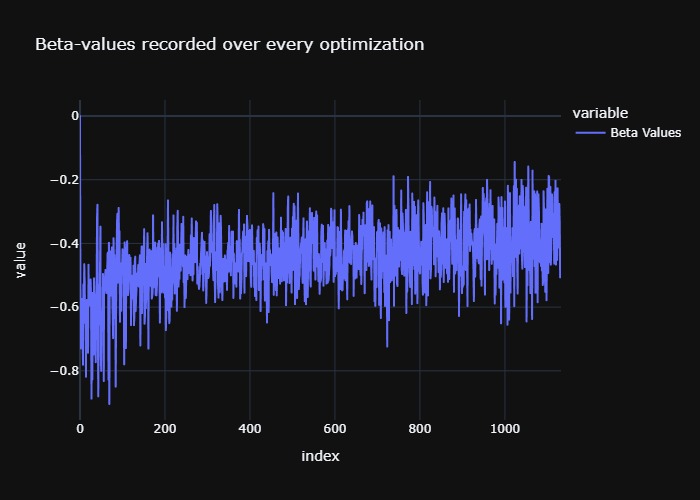 Beta-values recorded over every optimization
variable
Beta Values
0
−0.2
−0.4
−0.6
−0.8
value
0 200 400 600 800 1000
index